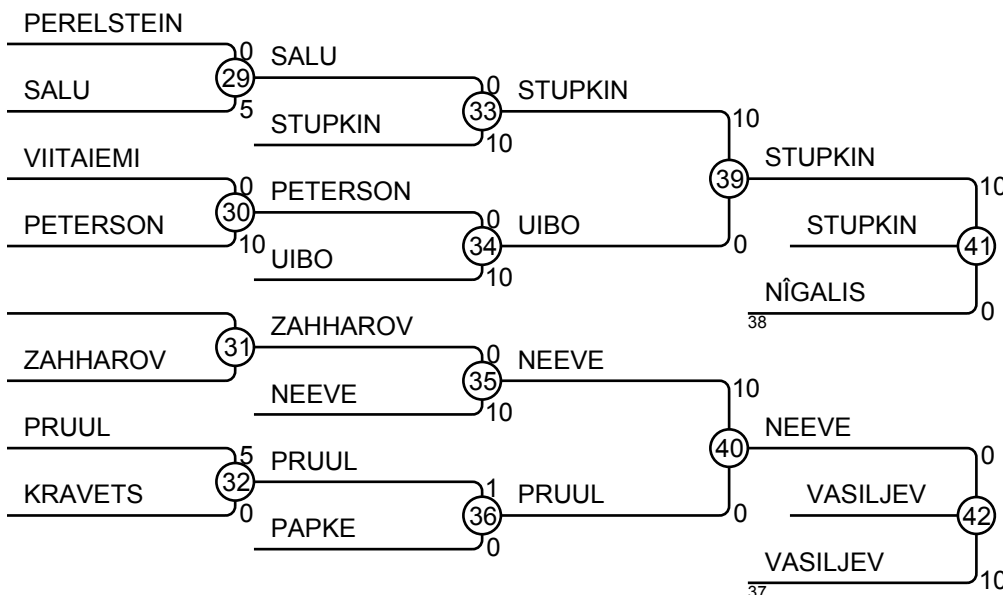 PERELSTEIN
0
SALU
29
SALU
5
0
STUPKIN
33
STUPKIN
10
10
VIITAIEMI
STUPKIN
0
39
10
PETERSON
30
PETERSON
10
0
STUPKIN
UIBO
34
41
UIBO
10
0
NÎGALIS
38
0
ZAHHAROV
31
ZAHHAROV
0
NEEVE
35
NEEVE
10
10
PRUUL
NEEVE
5
40
0
PRUUL
32
KRAVETS
0
1
PRUUL
VASILJEV
36
42
PAPKE
0
0
VASILJEV
37
10